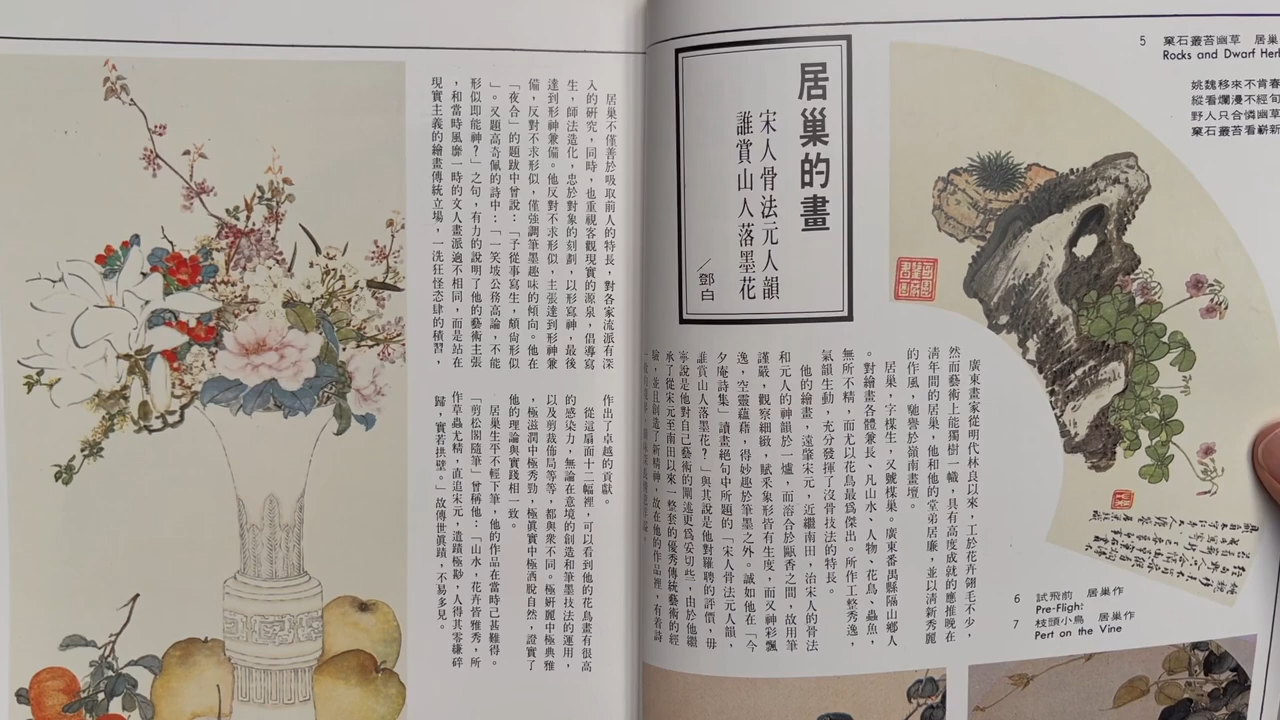 居巢的畫
宋人骨法元人韻
誰賞山人落墨花
／鄧白
5 棄石叢苔幽草 居巢
Rocks and Dwarf Her
姚魏移來不肯春
縱看爛漫不經旬
野人只合憐幽草
棄石叢苔看嶄新
廣東畫家從明代林良以來，工於花卉翎毛不少，
然而藝術上能獨樹一幟，具有高度成就的應推晚在
清年間的居巢，他和他的堂弟居廉，並以清新秀麗
的作風，馳譽於嶺南畫壇。
居巢，字楳生，又號楳巢。廣東番禺縣隔山鄉人
。對繪畫各體兼長、凡山水、人物、花鳥、蟲魚，
無所不精，而尤以花鳥最爲傑出。所作工整秀逸，
氣韻生動，充分發揮了沒骨技法的特長。
他的繪畫，遠肇宋元，近繼南田，治宋人的骨法
和元人的神韻於一爐，而溶合於甌香之間，故用筆
謹嚴，觀察細緻，賦釆象形皆有生度，而又神彩飄
逸，空靈蘊藉，得妙趣於筆墨之外。誠如他在「今
夕庵詩集」讀畫絕句中所題的「宋人骨法元人韻，
誰賞山人落墨花？」與其說是他對羅聘的評價，毋
寧說是他對自己藝術的闡述更爲妥切些，由於他繼
承了從宋元至南田以來一整套的優秀傳統藝術的經
驗，並且創造了新精神，故在他的作品裡，有着詩
6 試飛前 居巢作
Pre-Flight
7 枝頭小鳥 居巢作
Pert on the Vine
居巢不僅善於吸取前人的特長，對各家流派有深
入的研究，同時，也重視客觀現實的源泉，倡導寫
生，師法造化，忠於對象的刻劃，以形寫神，最後
達到形神兼備。他反對不求形似，主張達到形神兼
備，反對不求形似，僅強調筆墨趣味的傾向。他在
「夜合」的題跋中曾說：「子從事寫生，頗尙形似
」。又題高奇佩的詩中：「一笑坡公務高論，不能
形似即能神？」之句，有力的說明了他的藝術主張
，和當時風靡一時的文人畫派逈不相同，而是站在
現實主義的繪畫傳統立場，一洗狂怪恣肆的積習，
作出了卓越的貢獻。
從這扇面十二幅裡，可以看到他的花鳥畫有很高
的感染力，無論在意境的創造和筆墨技法的運用，
以及剪裁佈局等等，都與衆不同。極姸麗中極典雅
，極滋潤中極秀勁，極眞實中極洒脫自然，證實了
他的理論與實踐相一致。
居巢生平不輕下筆，他的作品在當時己甚難得。
「剪松閣隨筆」曾稱他：「山水，花卉皆雅秀，所
作草蟲尤精，直追宋元，遺蹟極尠，人得其零縑碎
歸，實若拱璧。」故傳世眞蹟，不易多見。